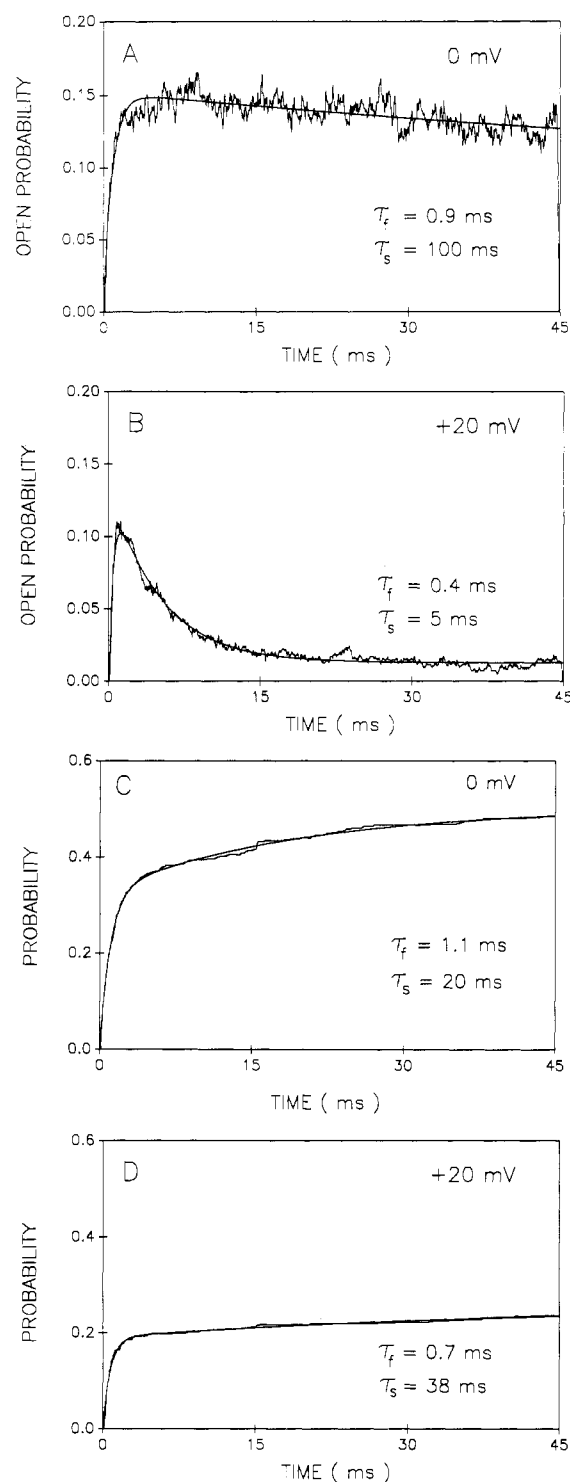 0.20
A
0 mV
0.15
0.10
0.05
0.00
OPEN PROBABILITY
τf = 0.9 ms
τs = 100 ms
0
15
30
45
TIME ( ms )
0.20
B
+20 mV
0.15
0.10
0.05
0.00
OPEN PROBABILITY
τf = 0.4 ms
τs = 5 ms
0
15
30
45
TIME ( ms )
0.6
C
0 mV
0.4
0.2
0.0
PROBABILITY
τf = 1.1 ms
τs = 20 ms
0
15
30
45
TIME ( ms )
0.6
D
+20 mV
0.4
0.2
0.0
PROBABILITY
τf = 0.7 ms
τs = 38 ms
0
15
30
45
TIME ( ms )